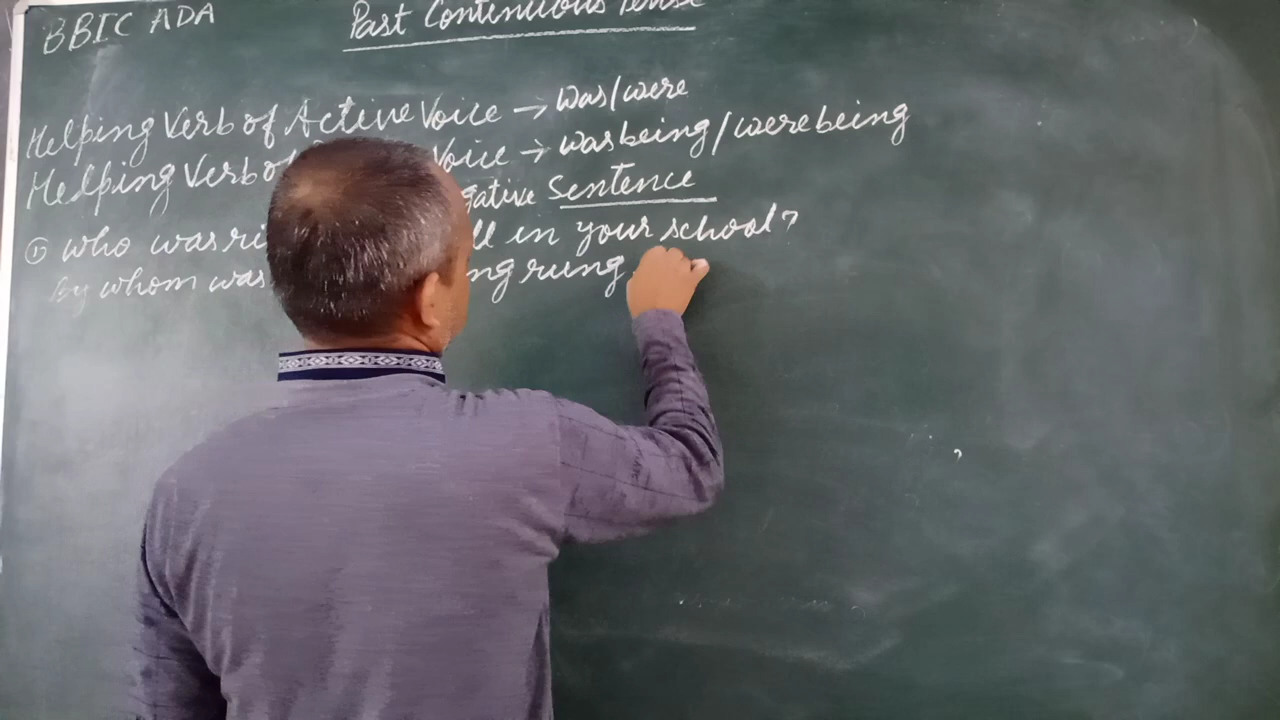 BBIC ADA
Past Continuous Tense
Helping Verb of Active Voice → was/were
Helping Verb of Voice → was being/were being
gative Sentence
① who was ri ll in your school?
By whom was ng rung